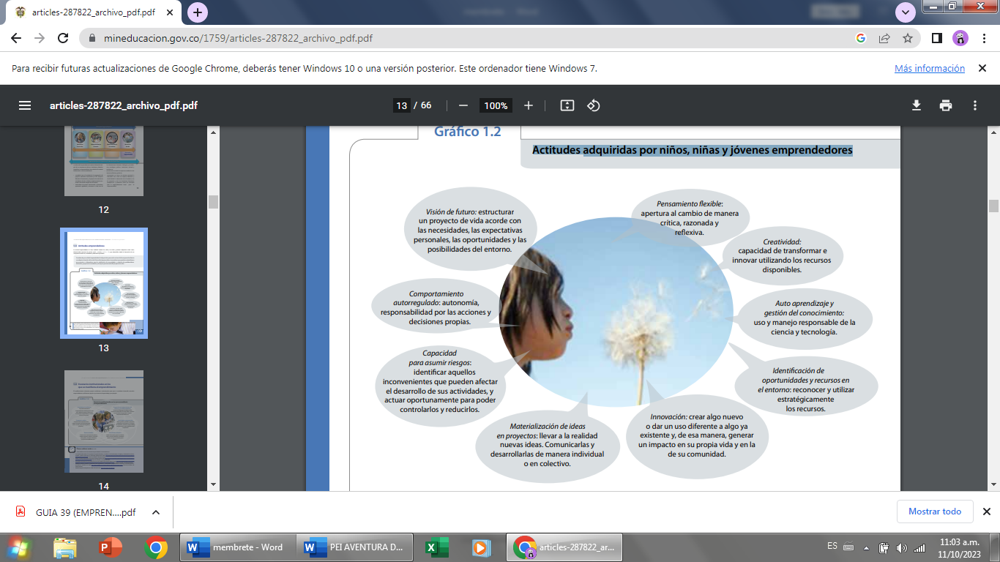 articles-287822_archivo_pdf.pdf
mineducacion.gov.co/1759/articles-287822_archivo_pdf.pdf
Para recibir futuras actualizaciones de Google Chrome, deberás tener Windows 10 o una versión posterior. Este ordenador tiene Windows 7.
Más información
articles-287822_archivo_pdf.pdf
13 / 66
100%
12
13
14
Gráfico 1.2
Actitudes adquiridas por niños, niñas y jóvenes emprendedores
Visión de futuro: estructurar
un proyecto de vida acorde con
las necesidades, las expectativas
personales, las oportunidades y las
posibilidades del entorno.
Pensamiento flexible:
apertura al cambio de manera
crítica, razonada y
reflexiva.
Creatividad:
capacidad de transformar e
innovar utilizando los recursos
disponibles.
Comportamiento
autorregulado: autonomía,
responsabilidad por las acciones y
decisiones propias.
Auto aprendizaje y
gestión del conocimiento:
uso y manejo responsable de la
ciencia y tecnología.
Capacidad
para asumir riesgos:
identificar aquellos
inconvenientes que pueden afectar
el desarrollo de sus actividades, y
actuar oportunamente para poder
controlarlos y reducirlos.
Identificación de
oportunidades y recursos en
el entorno: reconocer y utilizar
estratégicamente
los recursos.
Materialización de ideas
en proyectos: llevar a la realidad
nuevas ideas. Comunicarlas y
desarrollarlas de manera individual
o en colectivo.
Innovación: crear algo nuevo
o dar un uso diferente a algo ya
existente y, de esa manera, generar
un impacto en su propia vida y en la
de su comunidad.
GUIA 39 (EMPREN....pdf
Mostrar todo
membrete - Word
PEI AVENTURA D...
articles-287822_ar...
ES
11:03 a.m.
11/10/2023